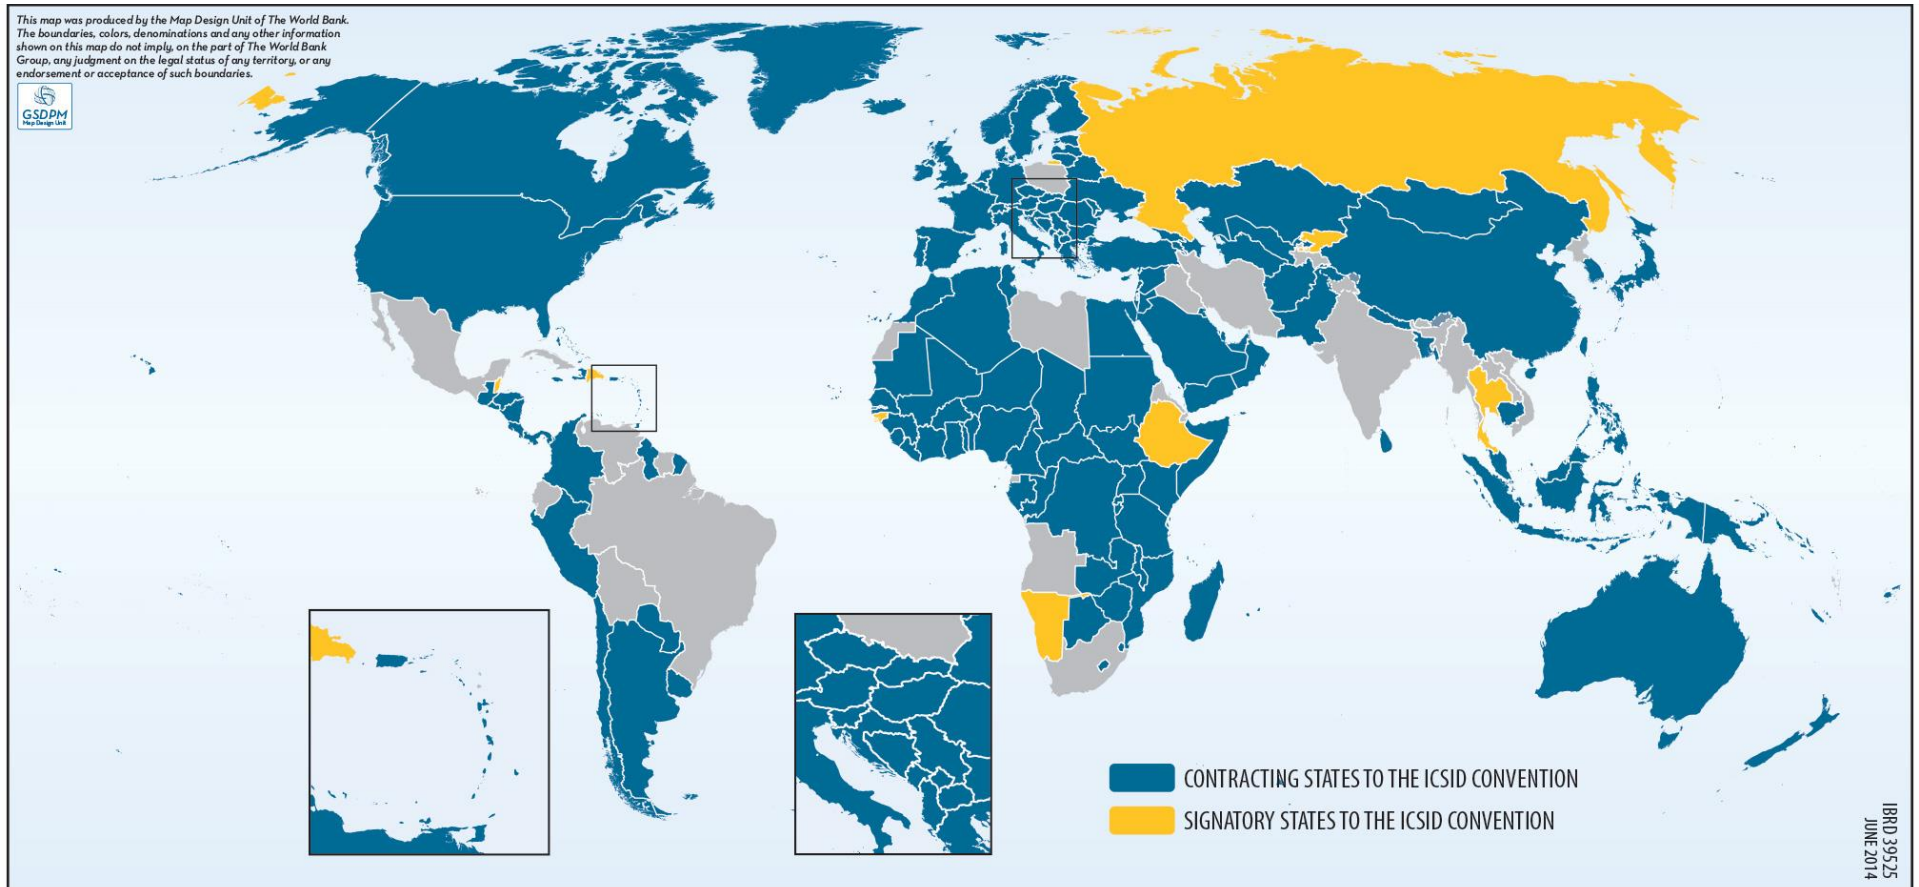 This map was produced by the Map Design Unit of The World Bank.
The boundaries, colors, denominations and any other information
shown on this map do not imply, on the part of The World Bank
Group, any judgment on the legal status of any territory, or any
endorsement or acceptance of such boundaries.
GSDPM
Map Design Unit
CONTRACTING STATES TO THE ICSID CONVENTION
SIGNATORY STATES TO THE ICSID CONVENTION
IBRD 39525
JUNE 2014